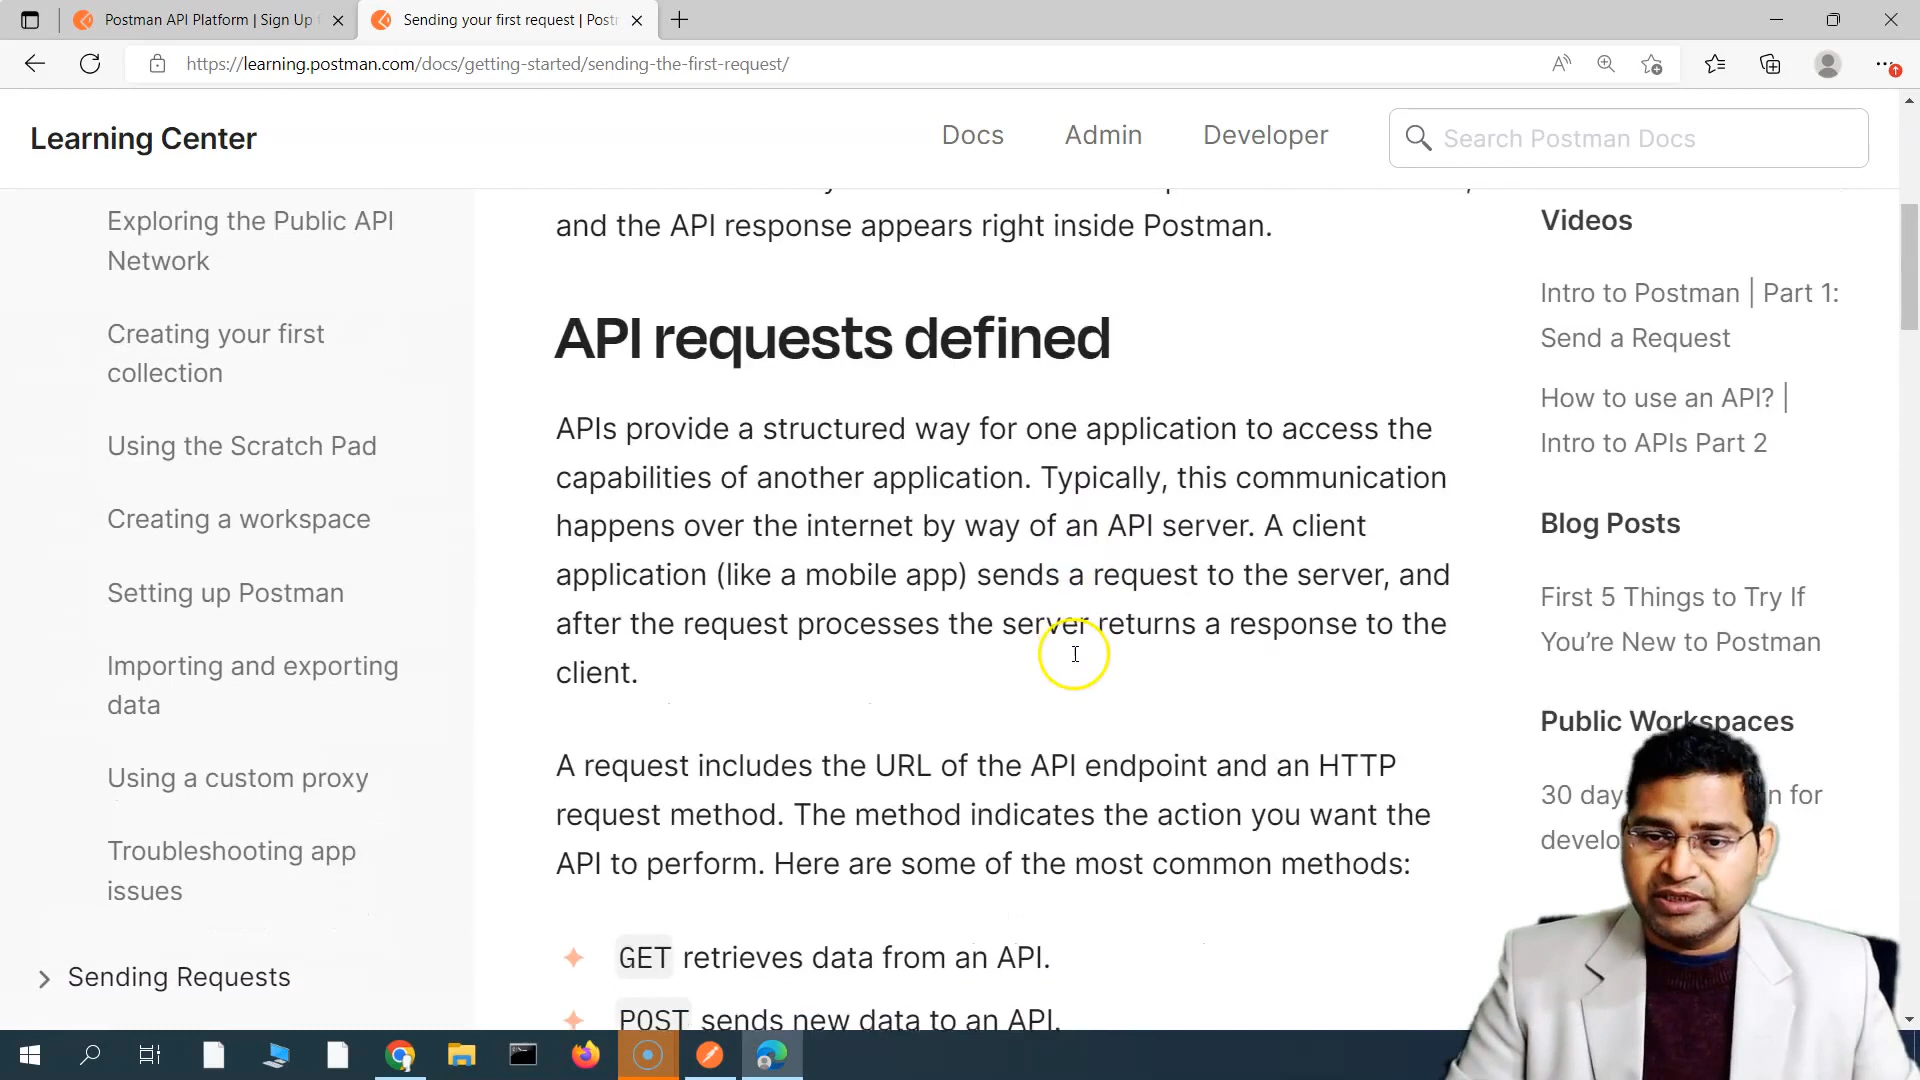 Postman API Platform | Sign Up
Sending your first request | Post
https://learning.postman.com/docs/getting-started/sending-the-first-request/
Learning Center
Docs
Admin
Developer
Search Postman Docs
Exploring the Public API
Network
Creating your first
collection
Using the Scratch Pad
Creating a workspace
Setting up Postman
Importing and exporting
data
Using a custom proxy
Troubleshooting app
issues
Sending Requests
and the API response appears right inside Postman.
API requests defined
APIs provide a structured way for one application to access the
capabilities of another application. Typically, this communication
happens over the internet by way of an API server. A client
application (like a mobile app) sends a request to the server, and
after the request processes the server returns a response to the
client.
A request includes the URL of the API endpoint and an HTTP
request method. The method indicates the action you want the
API to perform. Here are some of the most common methods:
GET retrieves data from an API.
POST sends new data to an API.
Videos
Intro to Postman | Part 1:
Send a Request
How to use an API? |
Intro to APIs Part 2
Blog Posts
First 5 Things to Try If
You’re New to Postman
Public Workspaces
30 for